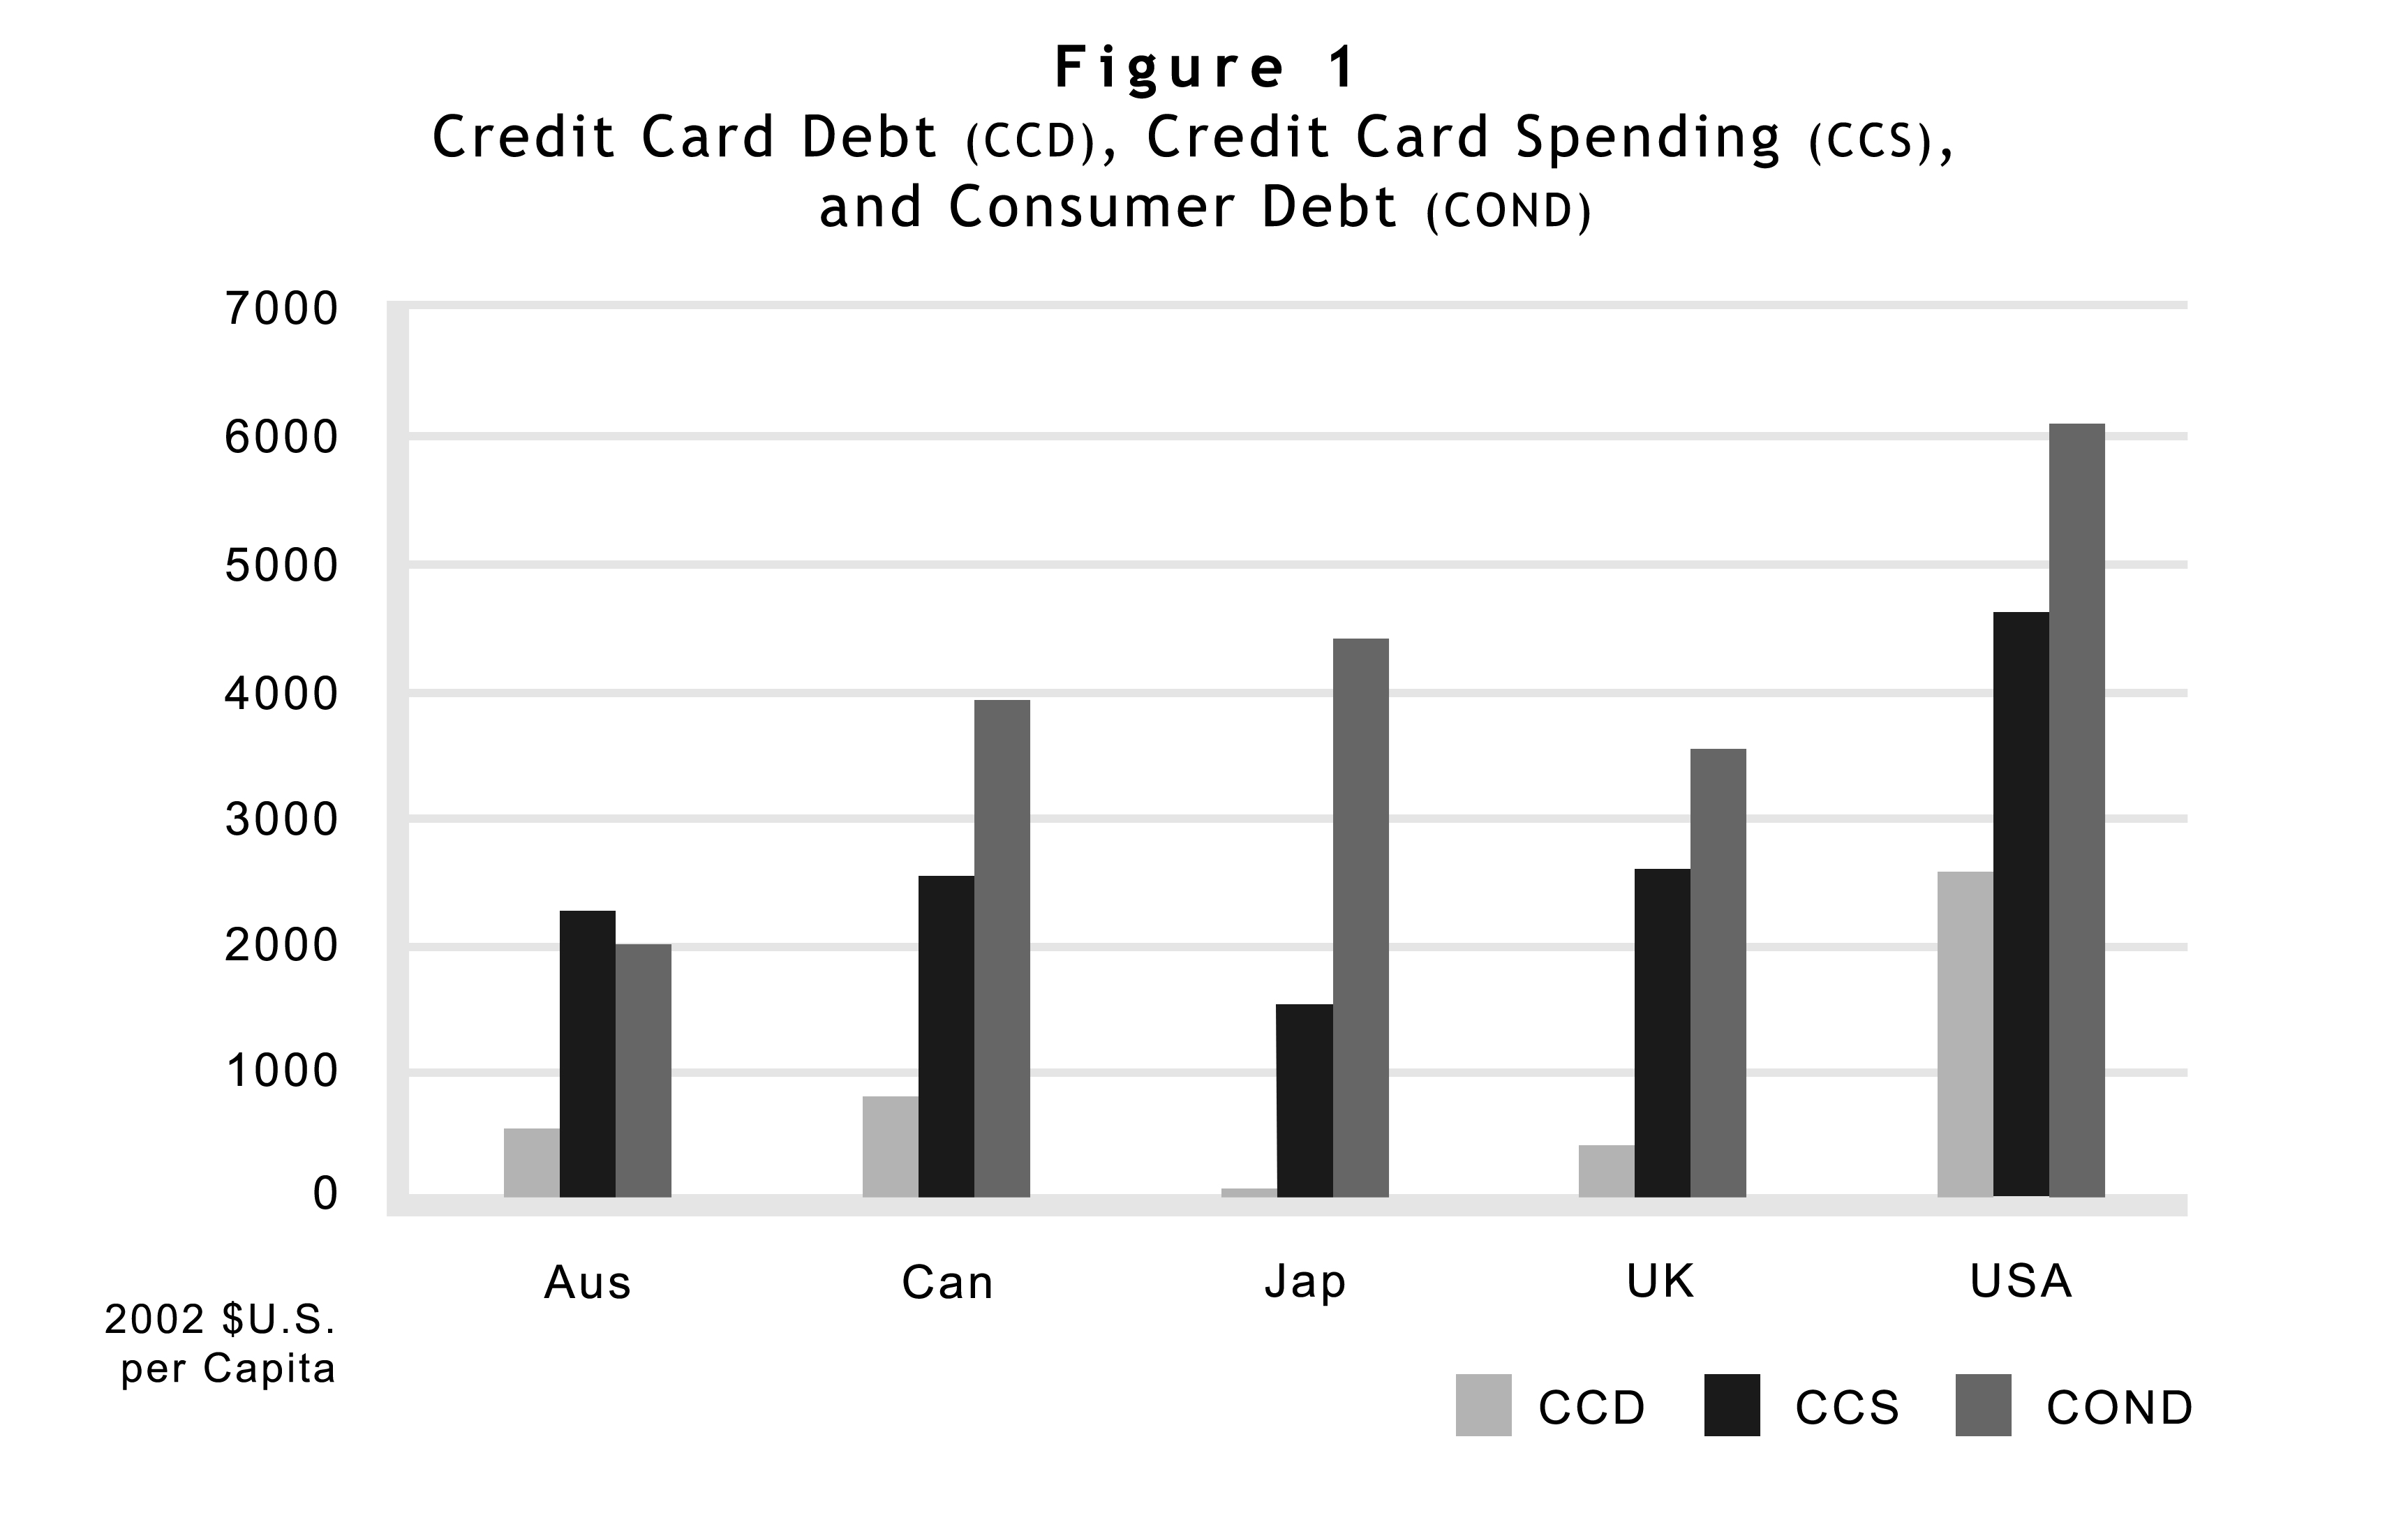 Figure 1
Credit Card Debt (CCD), Credit Card Spending (CCS),
and Consumer Debt (COND)
7000
6000
5000
4000
3000
2000
1000
0
Aus Can Jap UK USA
2002 $U.S.
per Capita
CCD CCS COND